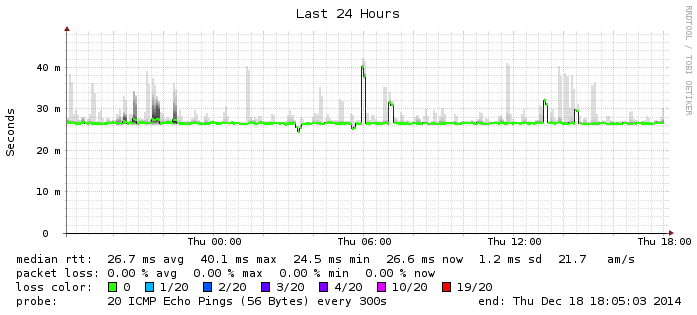 Last 24 Hours
RRDTOOL / TOBI OETIKER
Seconds
40 m
30 m
20 m
10 m
0
Thu 00:00 Thu 06:00 Thu 12:00 Thu 18:00
median rtt: 26.7 ms avg 40.1 ms max 24.5 ms min 26.6 ms now 1.2 ms sd 21.7 am/s
packet loss: 0.00 % avg 0.00 % max 0.00 % min 0.00 % now
loss color: 0 1/20 2/20 3/20 4/20 10/20 19/20
probe: 20 ICMP Echo Pings (56 Bytes) every 300s end: Thu Dec 18 18:05:03 2014